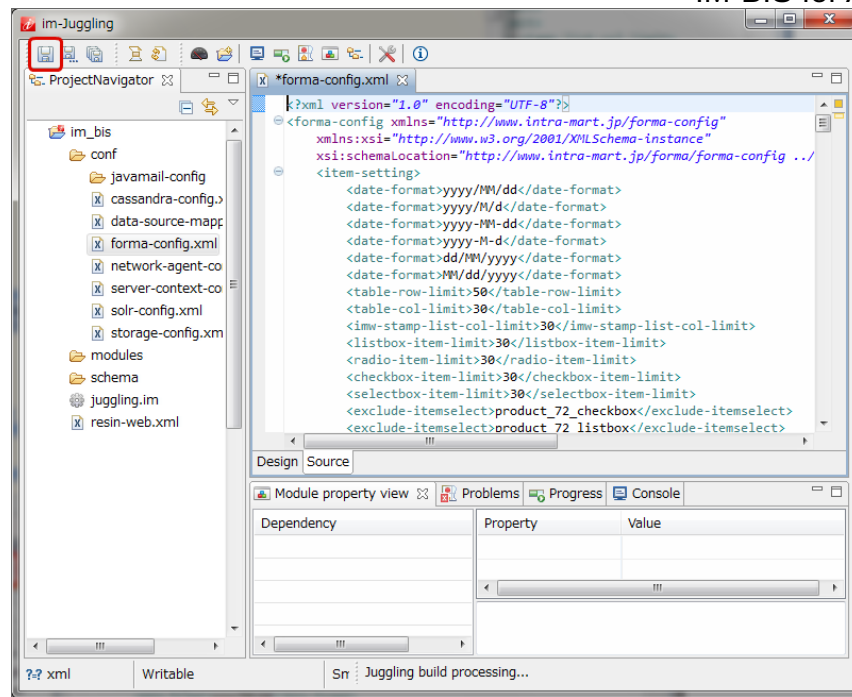 im-Juggling
ProjectNavigator
im_bis
conf
javamail-config
cassandra-config.x
data-source-mapp
forma-config.xml
network-agent-co
server-context-co
solr-config.xml
storage-config.xm
modules
schema
juggling.im
resin-web.xml
*forma-config.xml
<?xml version="1.0" encoding="UTF-8"?>
<forma-config xmlns="http://www.intra-mart.jp/forma-config"
xmlns:xsi="http://www.w3.org/2001/XMLSchema-instance"
xsi:schemaLocation="http://www.intra-mart.jp/forma/forma-config ../
<item-setting>
<date-format>yyyy/MM/dd</date-format>
<date-format>yyyy/M/d</date-format>
<date-format>yyyy-MM-dd</date-format>
<date-format>yyyy-M-d</date-format>
<date-format>dd/MM/yyyy</date-format>
<date-format>MM/dd/yyyy</date-format>
<table-row-limit>50</table-row-limit>
<table-col-limit>30</table-col-limit>
<imw-stamp-list-col-limit>30</imw-stamp-list-col-limit>
<listbox-item-limit>30</listbox-item-limit>
<radio-item-limit>30</radio-item-limit>
<checkbox-item-limit>30</checkbox-item-limit>
<selectbox-item-limit>30</selectbox-item-limit>
<exclude-itemselect>product_72_checkbox</exclude-itemselect>
<exclude-itemselect>product_72_listbox</exclude-itemselect>
Design Source
Module property view Problems Progress Console
Dependency Property Value
xml Writable Sm Juggling build processing...